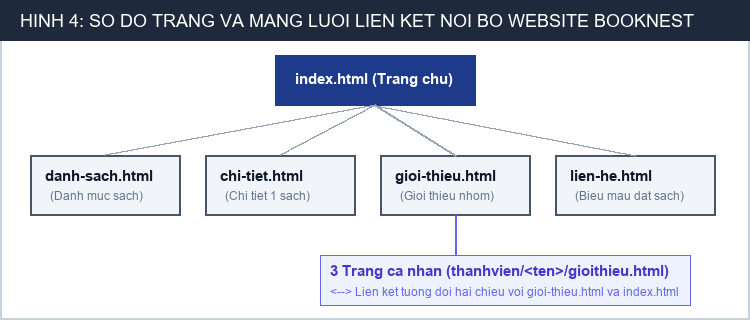 HINH 4: SO DO TRANG VA MANG LUOI LIEN KET NOI BO WEBSITE BOOKNEST
index.html (Trang chu)
danh-sach.html
(Danh muc sach)
chi-tiet.html
(Chi tiet 1 sach)
gioi-thieu.html
(Gioi thieu nhom)
lien-he.html
(Bieu mau dat sach)
3 Trang ca nhan (thanhvien/<ten>/gioithieu.html)
<--> Lien ket tuong doi hai chieu voi gioi-thieu.html va index.html